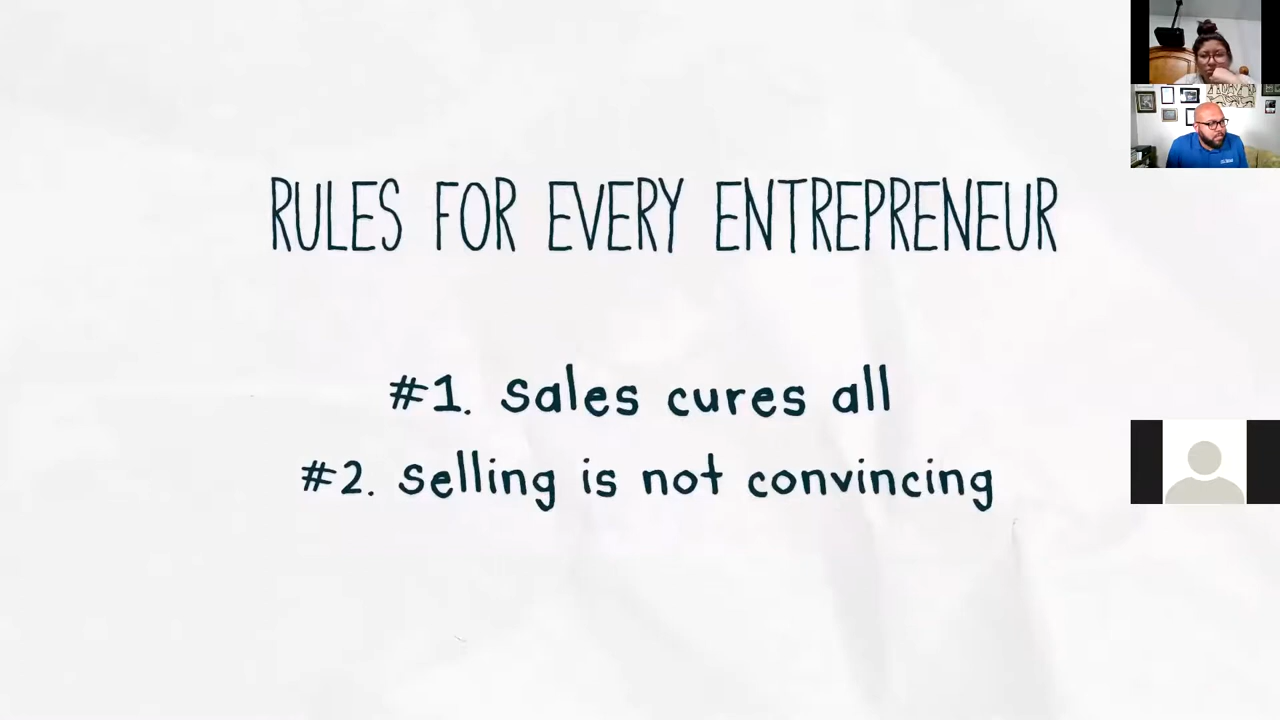 RULES FOR EVERY ENTREPRENEUR
#1. Sales cures all
#2. Selling is not convincing